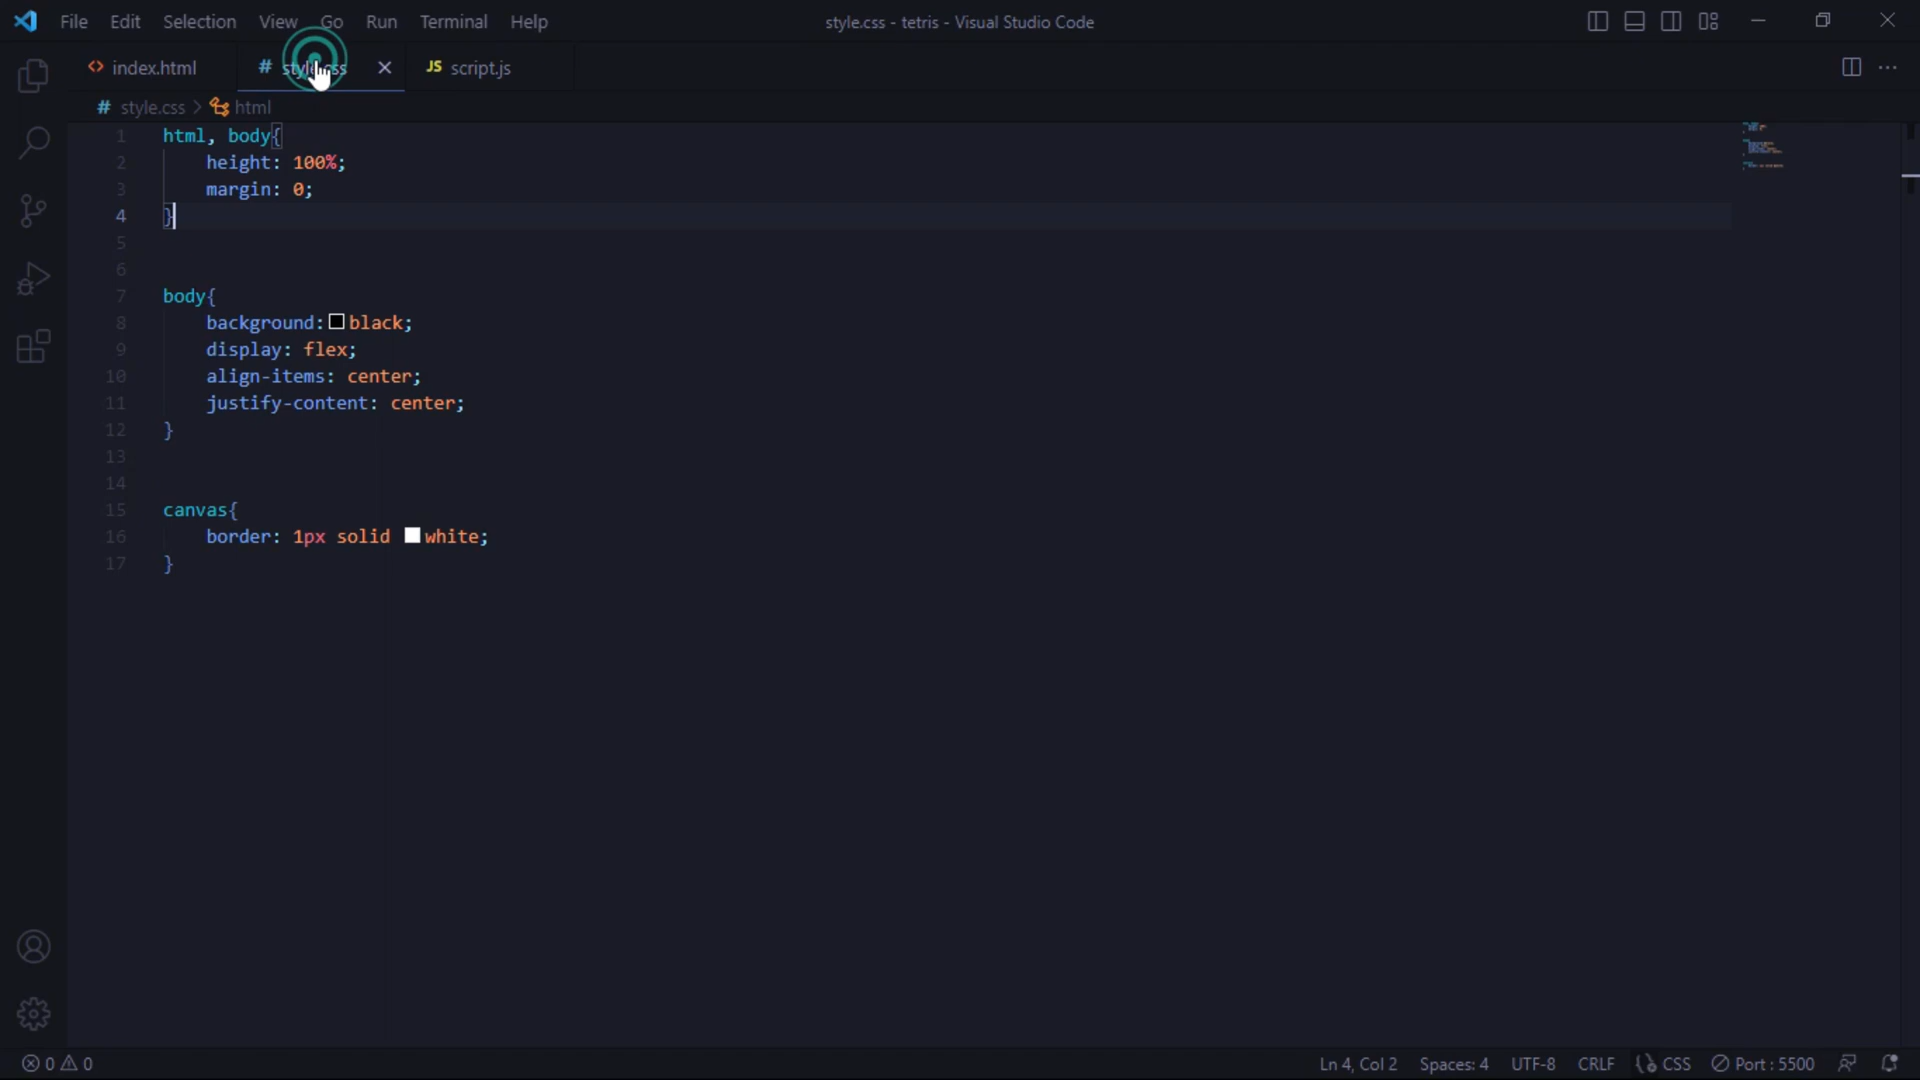 File Edit Selection View Go Run Terminal Help
style.css - tetris - Visual Studio Code
index.html
# style.css
JS script.js
# style.css > html
1 html, body{
2 height: 100%;
3 margin: 0;
4 }
5
6
7 body{
8 background: black;
9 display: flex;
10 align-items: center;
11 justify-content: center;
12 }
13
14
15 canvas{
16 border: 1px solid white;
17 }
0 0
Ln 4, Col 2 Spaces: 4 UTF-8 CRLF CSS Port : 5500